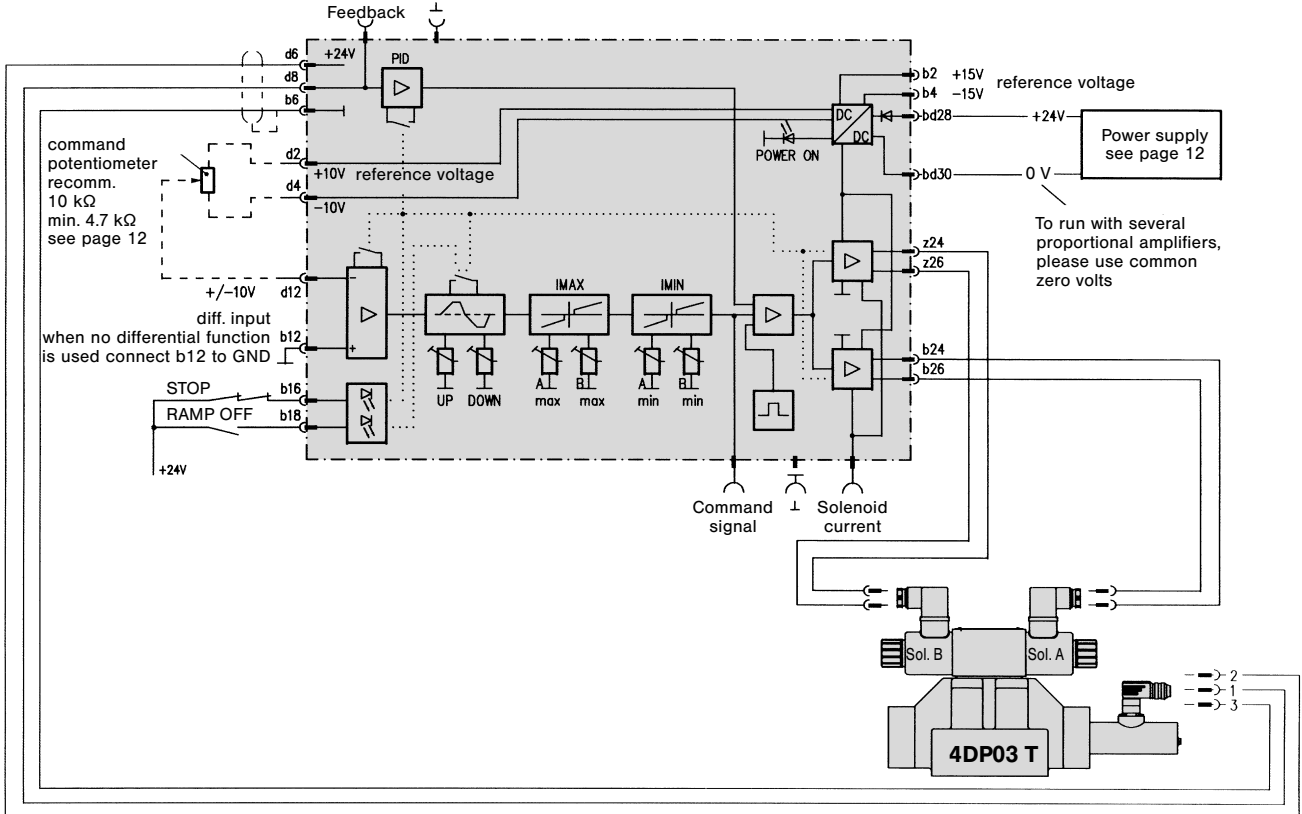 Feedback
d6
+24V
d8
b6
PID
command
potentiometer
recomm.
10 kΩ
min. 4.7 kΩ
see page 12
d2
+10V reference voltage
d4
-10V
DC
DC
POWER ON
b2 +15V
b4 -15V
reference voltage
bd28
+24V
bd30
0 V
Power supply
see page 12
To run with several
proportional amplifiers,
please use common
zero volts
+/-10V
d12
-
+
diff. input
when no differential function
is used connect b12 to GND
b12
STOP
b16
RAMP OFF
b18
+24V
IMAX
IMIN
UP
DOWN
A
max
B
max
A
min
B
min
z24
z26
b24
b26
Command
signal
Solenoid
current
Sol. B
Sol. A
2
1
3
4DP03 T